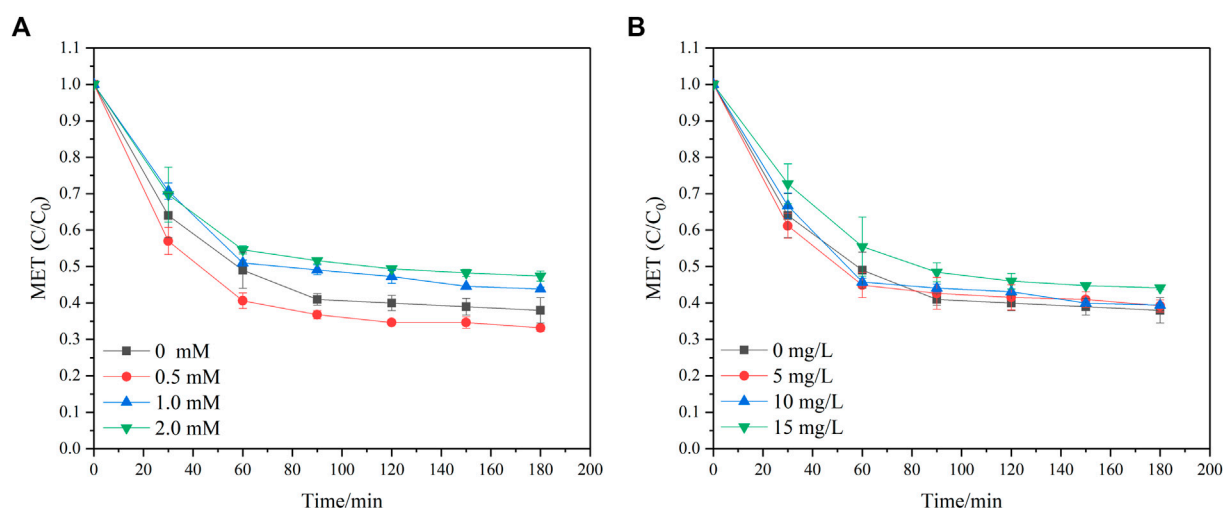 A
MET (C/C0)
1.1
1.0
0.9
0.8
0.7
0.6
0.5
0.4
0.3
0.2
0.1
0.0
0 mM
0.5 mM
1.0 mM
2.0 mM
0 20 40 60 80 100 120 140 160 180 200
Time/min
B
MET (C/C0)
1.1
1.0
0.9
0.8
0.7
0.6
0.5
0.4
0.3
0.2
0.1
0.0
0 mg/L
5 mg/L
10 mg/L
15 mg/L
0 20 40 60 80 100 120 140 160 180 200
Time/min